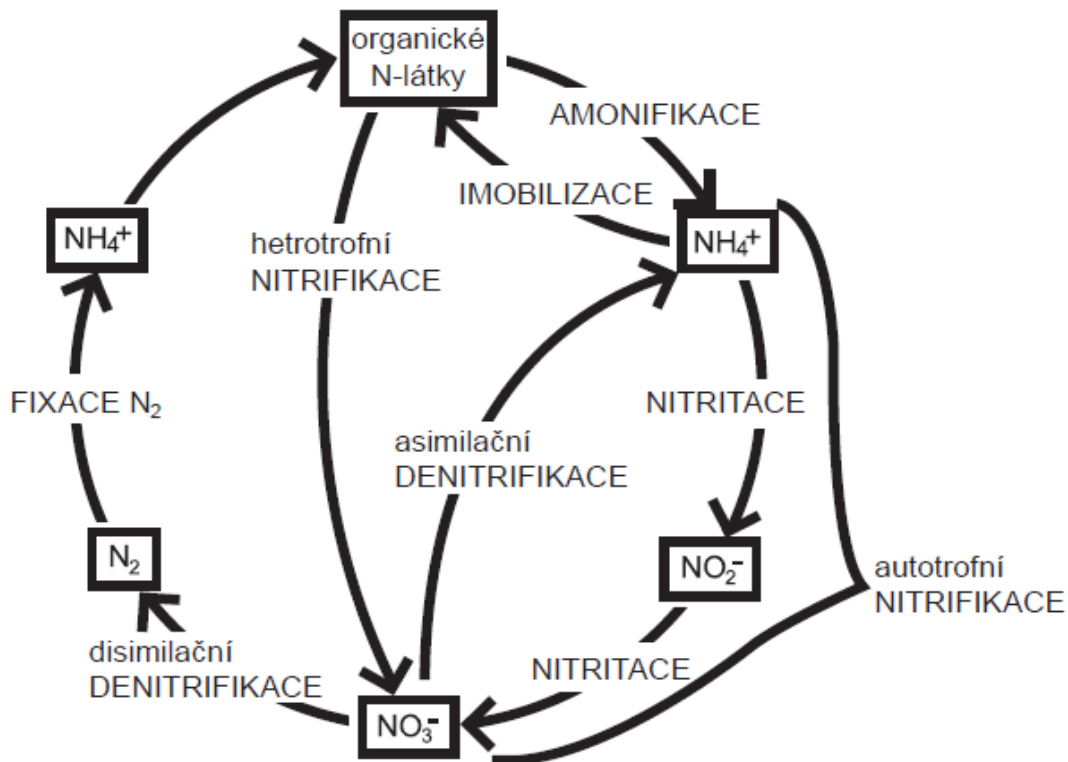 organické
N-látky
AMONIFIKACE
IMOBILIZACE
NH₄⁺
NH₄⁺
hetrotrofní
NITRIFIKACE
FIXACE N₂
NITRITACE
asimilační
DENITRIFIKACE
N₂
NO₂⁻
autotrofní
NITRIFIKACE
disimilační
DENITRIFIKACE
NITRITACE
NO₃⁻